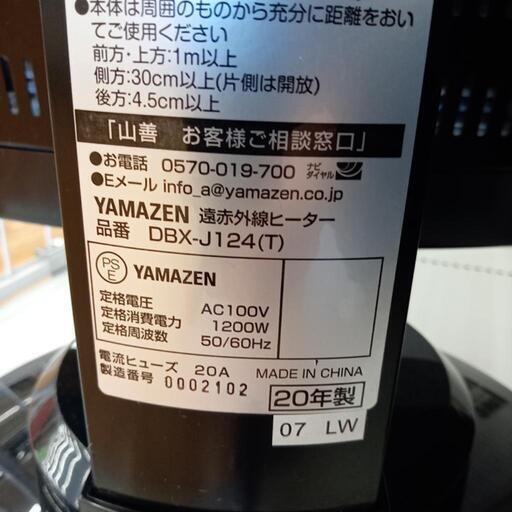 ●本体は周囲のものから充分に距離をおい
てご使用ください
前方・上方：1m以上
側方：30cm以上(片側は開放)
後方：4.5cm以上
「山善 お客様ご相談窓口」
●お電話 0570-019-700 ナビダイヤル
●Eメール info_a@yamazen.co.jp
YAMAZEN 遠赤外線ヒーター
品番 DBX-J124(T)
PSE YAMAZEN
定格電圧 AC100V
定格消費電力 1200W
定格周波数 50/60Hz
電流ヒューズ 20A MADE IN CHINA
製造番号 0002102 20年製
07 LW